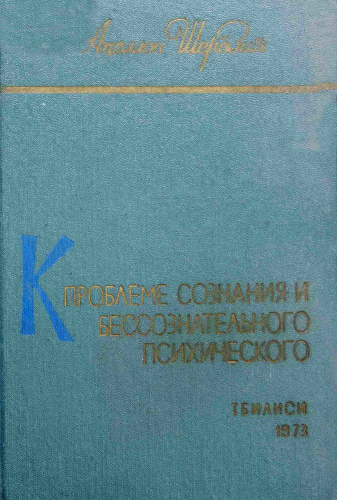 Аполлон Шерозия
К ПРОБЛЕМЕ СОЗНАНИЯ И
БЕССОЗНАТЕЛЬНОГО
ПСИХИЧЕСКОГО
ТБИЛИСИ
1973